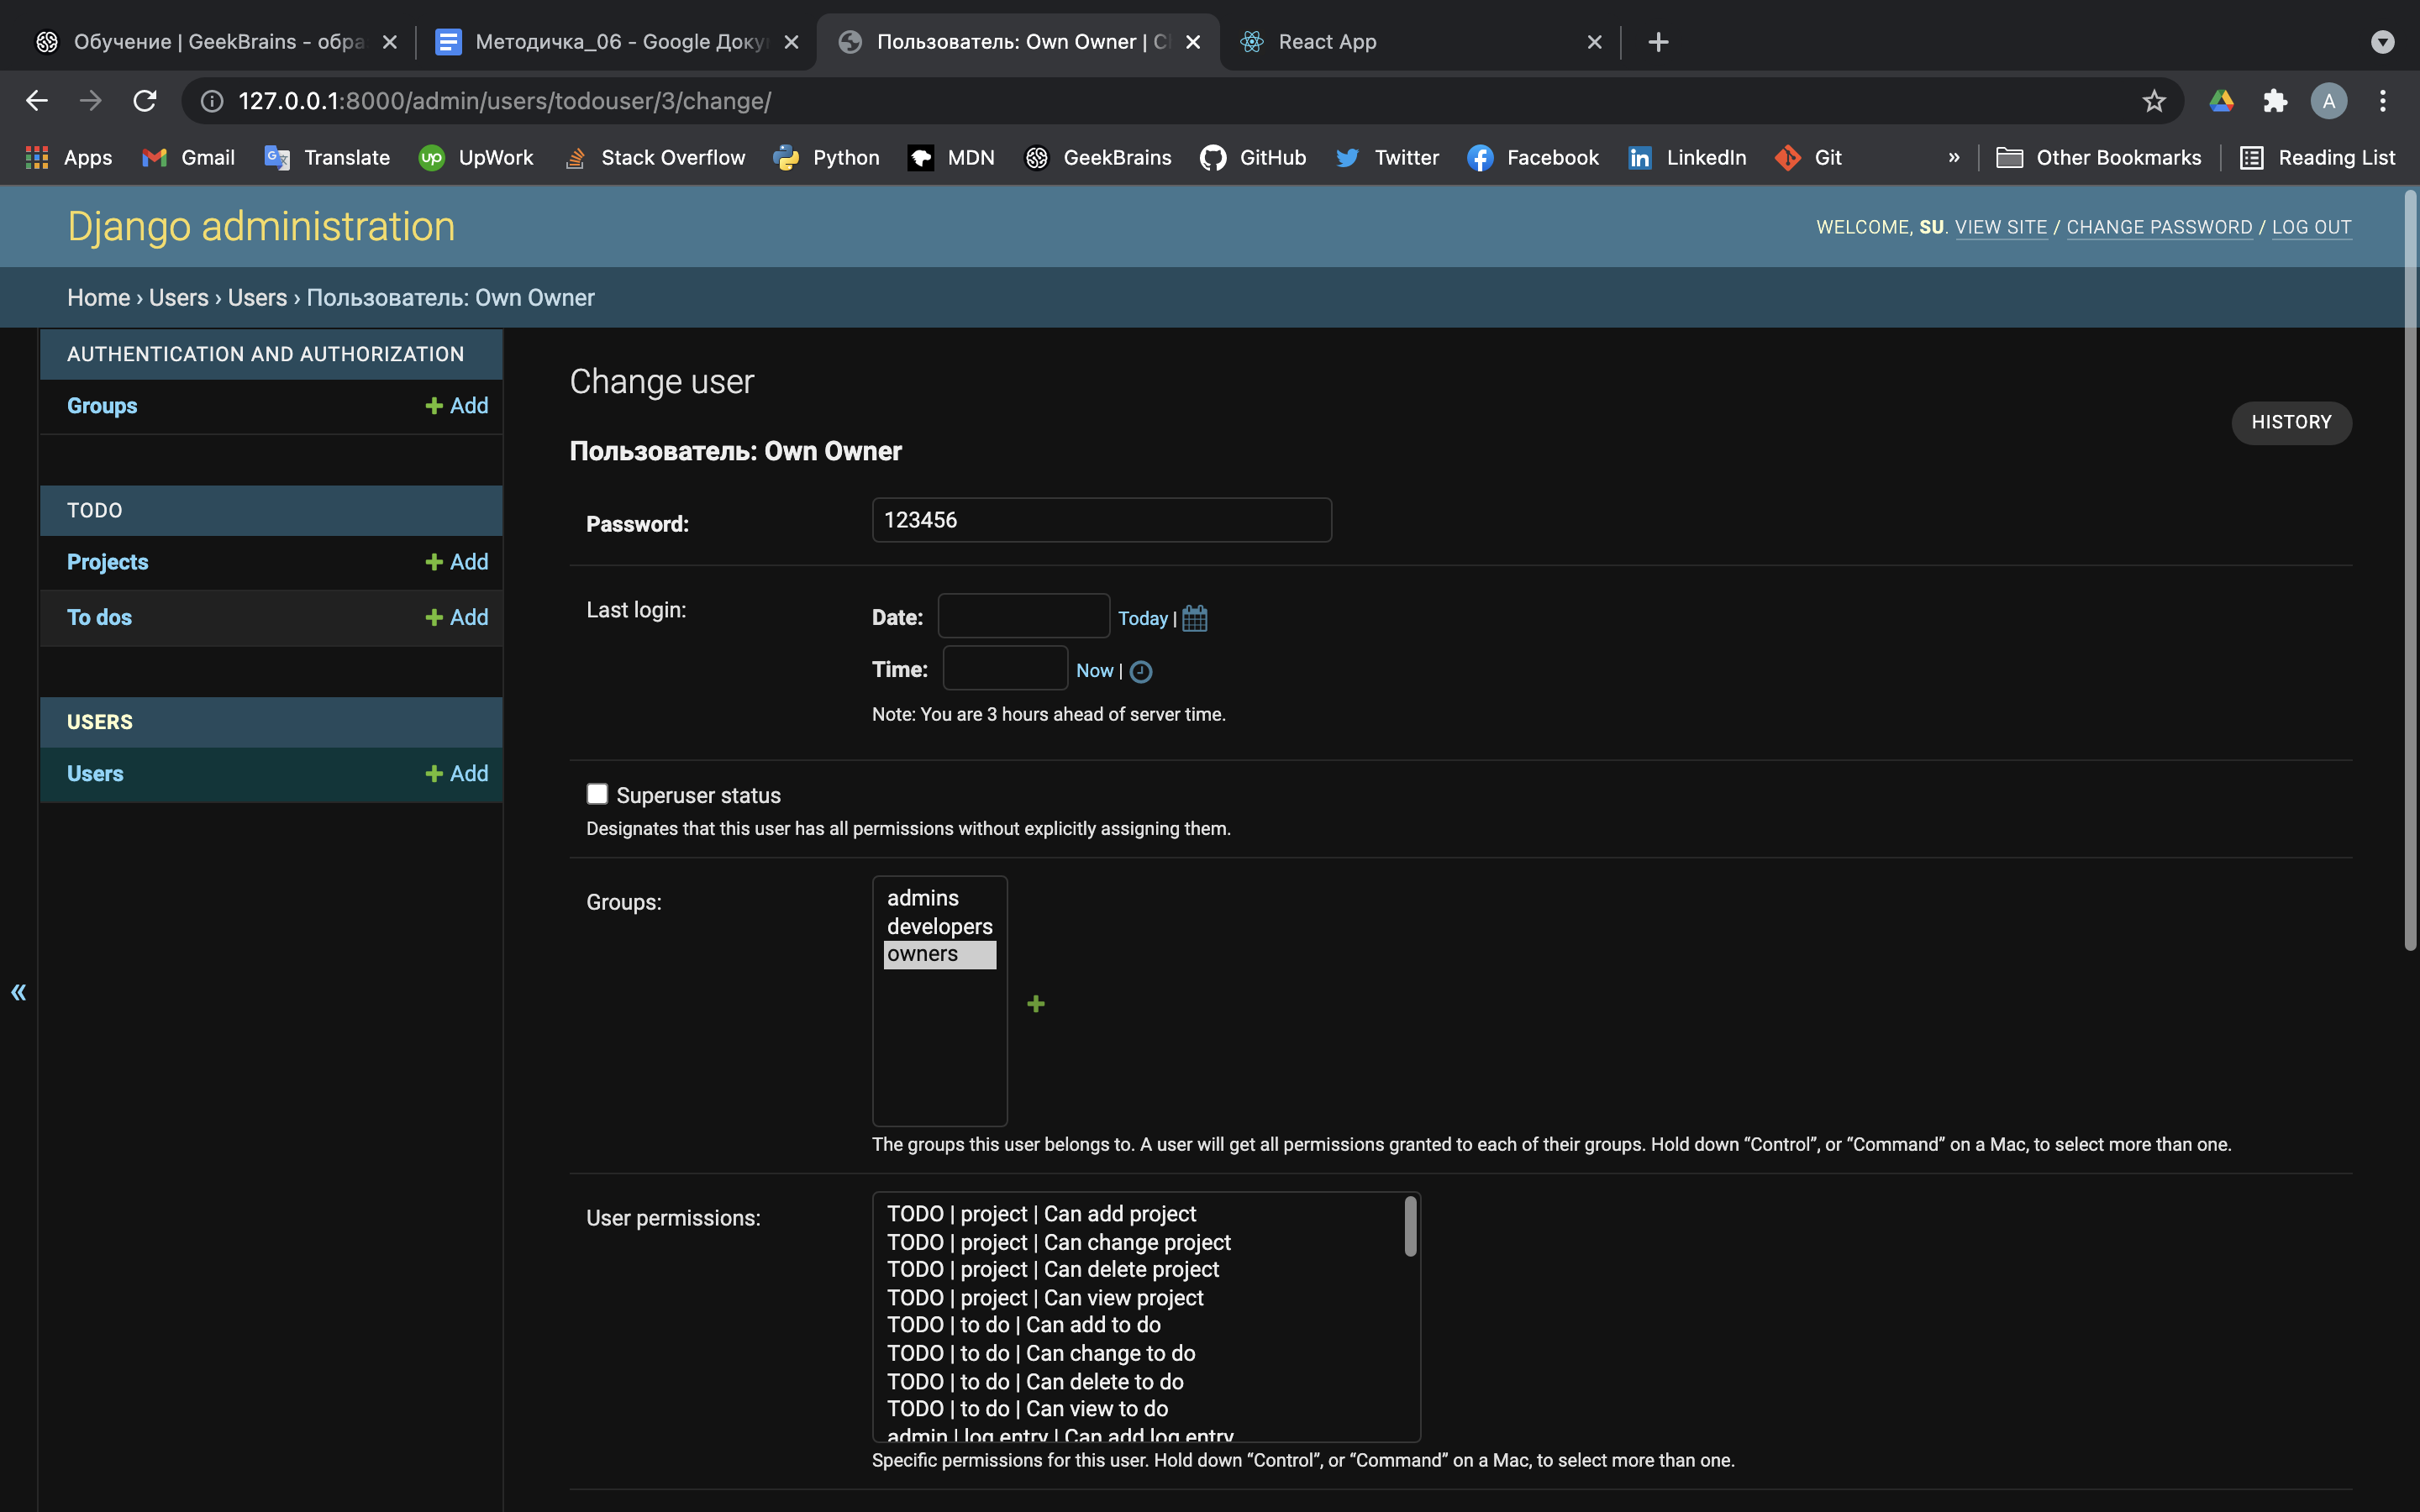 Обучение | GeekBrains - обра
Методичка_06 - Google Доку
Пользователь: Own Owner | C
React App
127.0.0.1:8000/admin/users/todouser/3/change/
A
Apps
Gmail
Translate
UpWork
Stack Overflow
Python
MDN
GeekBrains
GitHub
Twitter
Facebook
LinkedIn
Git
»
Other Bookmarks
Reading List
Django administration
WELCOME, SU. VIEW SITE / CHANGE PASSWORD / LOG OUT
Home › Users › Users › Пользователь: Own Owner
AUTHENTICATION AND AUTHORIZATION
Groups
Add
TODO
Projects
Add
To dos
Add
USERS
Users
Add
«
Change user
HISTORY
Пользователь: Own Owner
Password:
123456
Last login:
Date:
Today |
Time:
Now |
Note: You are 3 hours ahead of server time.
Superuser status
Designates that this user has all permissions without explicitly assigning them.
Groups:
admins
developers
owners
The groups this user belongs to. A user will get all permissions granted to each of their groups. Hold down “Control”, or “Command” on a Mac, to select more than one.
User permissions:
TODO | project | Can add project
TODO | project | Can change project
TODO | project | Can delete project
TODO | project | Can view project
TODO | to do | Can add to do
TODO | to do | Can change to do
TODO | to do | Can delete to do
TODO | to do | Can view to do
admin | log entry | Can add log entry
Specific permissions for this user. Hold down “Control”, or “Command” on a Mac, to select more than one.